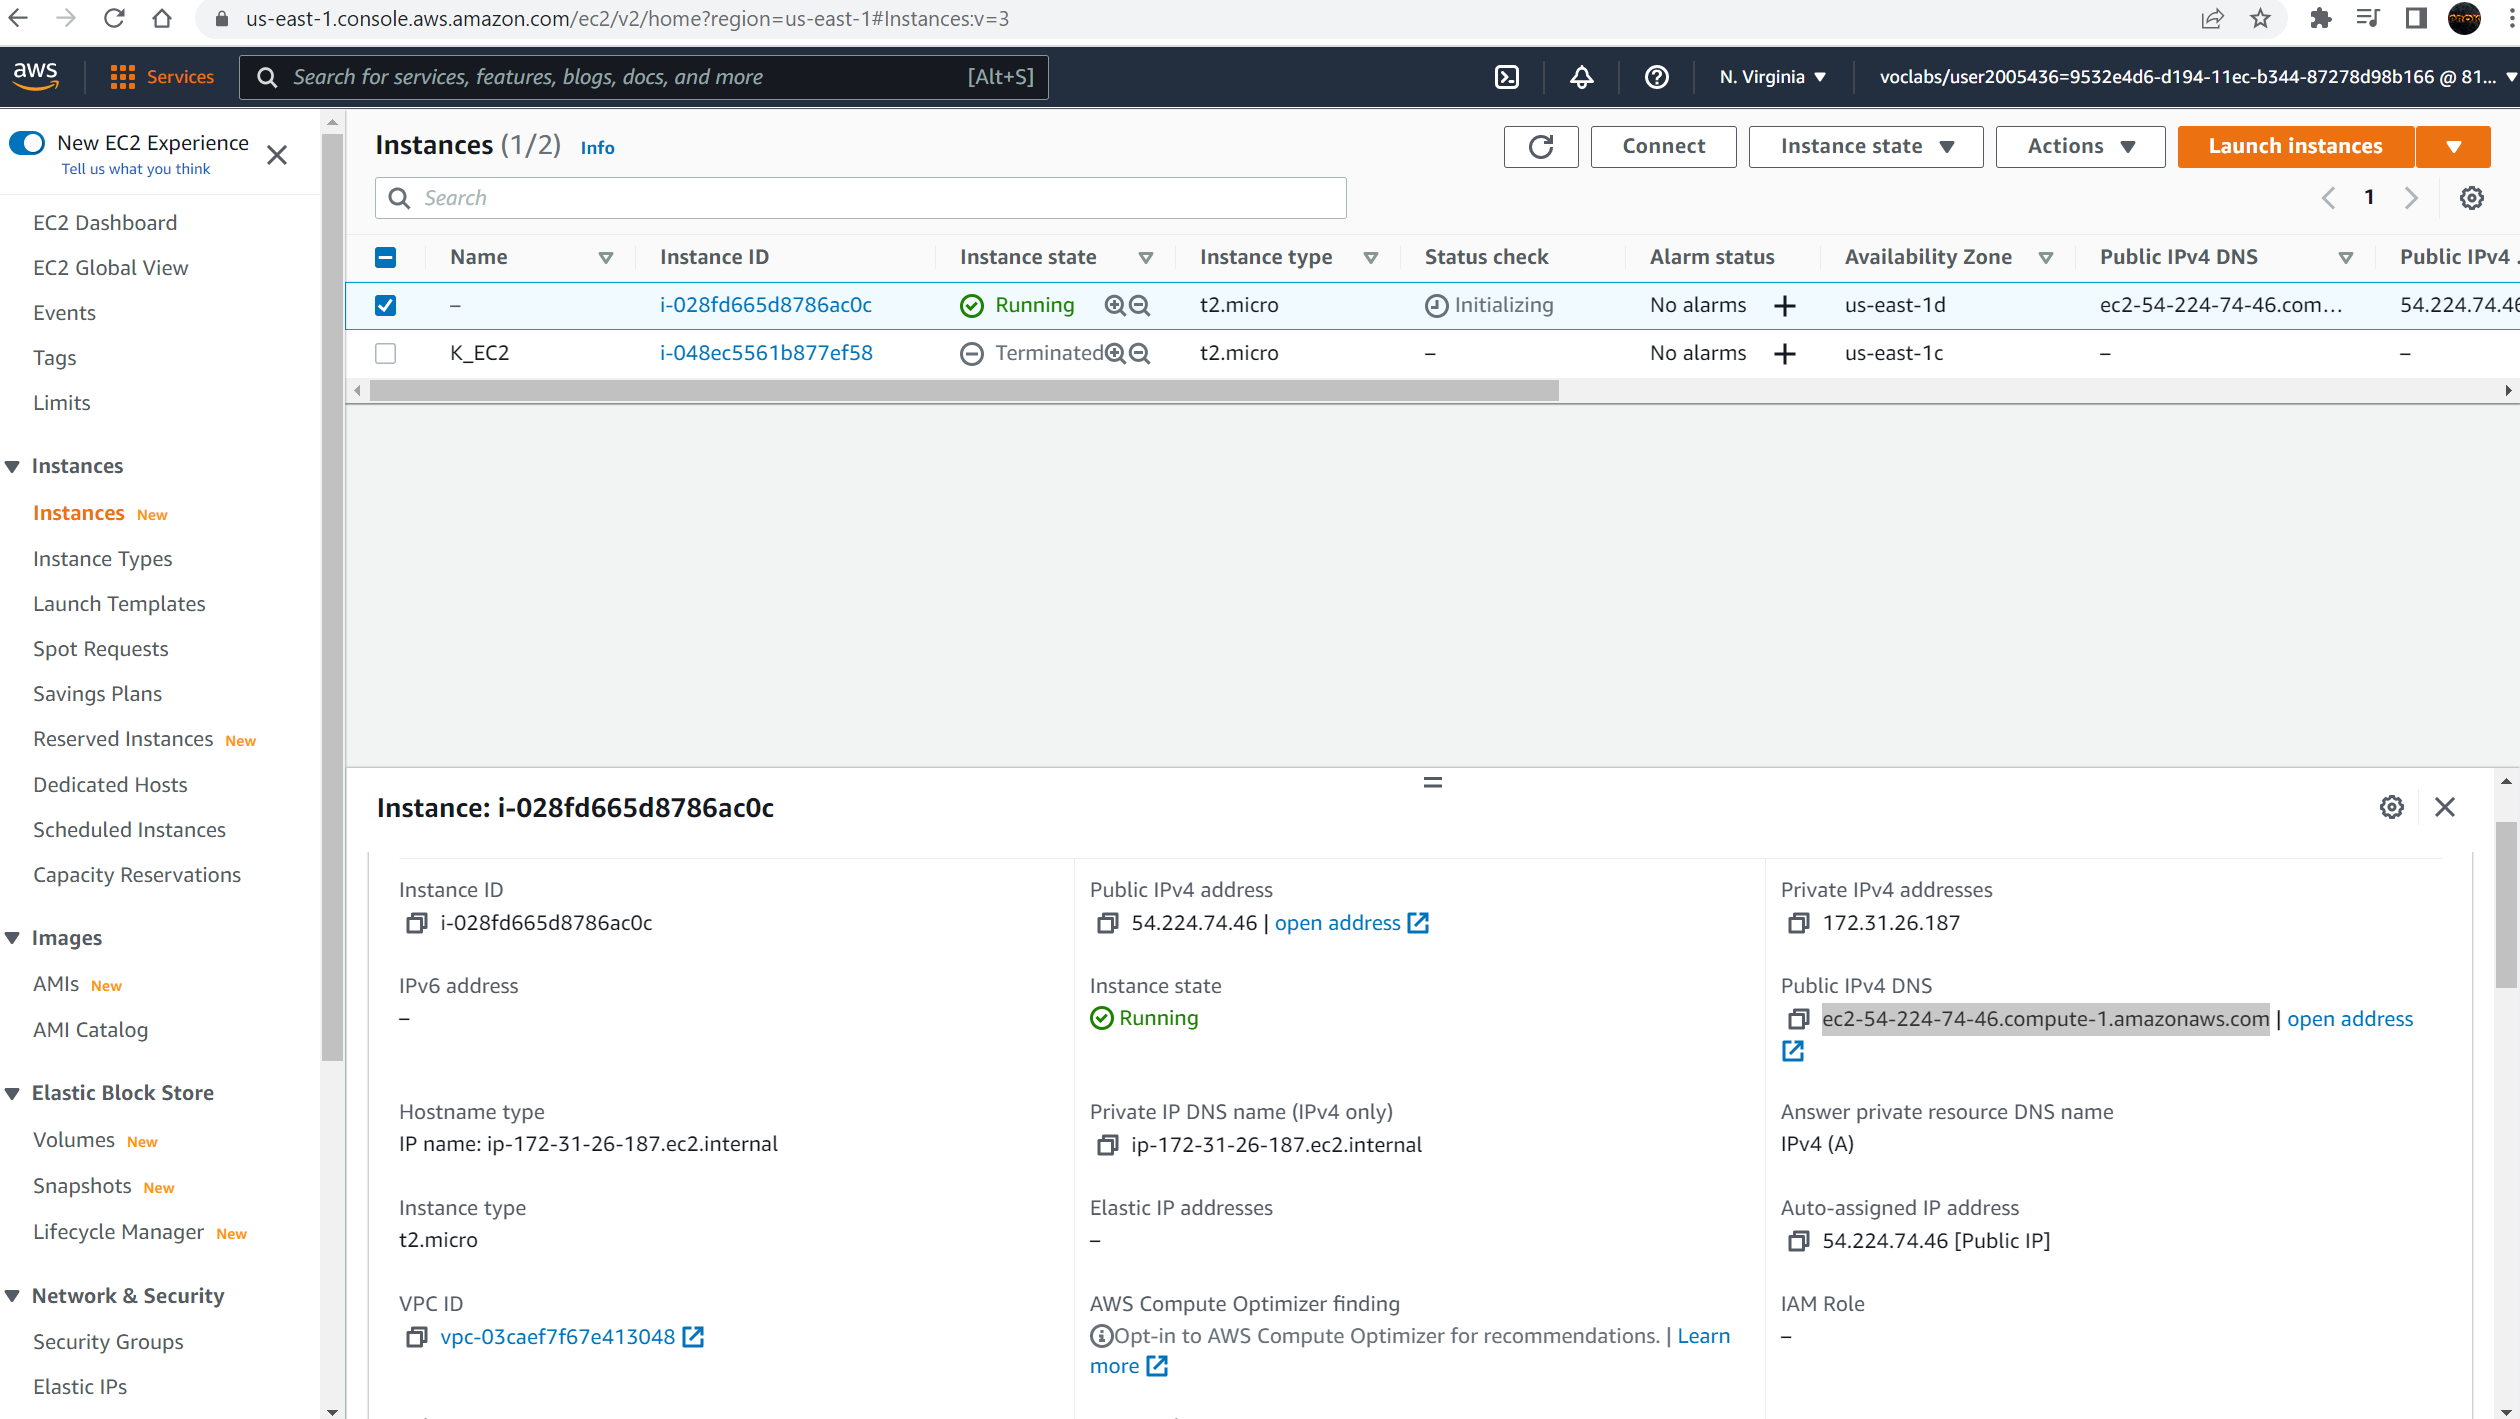 us-east-1.console.aws.amazon.com/ec2/v2/home?region=us-east-1#Instances:v=3
aws Services Search for services, features, blogs, docs, and more [Alt+S] N. Virginia voclabs/user2005436=9532e4d6-d194-11ec-b344-87278d98b166 @ 81...
New EC2 Experience
Tell us what you think
EC2 Dashboard
EC2 Global View
Events
Tags
Limits
Instances
Instances New
Instance Types
Launch Templates
Spot Requests
Savings Plans
Reserved Instances New
Dedicated Hosts
Scheduled Instances
Capacity Reservations
Images
AMIs New
AMI Catalog
Elastic Block Store
Volumes New
Snapshots New
Lifecycle Manager New
Network & Security
Security Groups
Elastic IPs
Instances (1/2) Info
Connect Instance state Actions Launch instances
Search
1
Name Instance ID Instance state Instance type Status check Alarm status Availability Zone Public IPv4 DNS Public IPv4 .
– i-028fd665d8786ac0c Running t2.micro Initializing No alarms + us-east-1d ec2-54-224-74-46.com... 54.224.74.46
K_EC2 i-048ec5561b877ef58 Terminated t2.micro – No alarms + us-east-1c – –
Instance: i-028fd665d8786ac0c
Instance ID
i-028fd665d8786ac0c
Public IPv4 address
54.224.74.46 | open address
Private IPv4 addresses
172.31.26.187
IPv6 address
–
Instance state
Running
Public IPv4 DNS
ec2-54-224-74-46.compute-1.amazonaws.com | open address
Hostname type
IP name: ip-172-31-26-187.ec2.internal
Private IP DNS name (IPv4 only)
ip-172-31-26-187.ec2.internal
Answer private resource DNS name
IPv4 (A)
Instance type
t2.micro
Elastic IP addresses
–
Auto-assigned IP address
54.224.74.46 [Public IP]
VPC ID
vpc-03caef7f67e413048
AWS Compute Optimizer finding
Opt-in to AWS Compute Optimizer for recommendations. | Learn
more
IAM Role
–